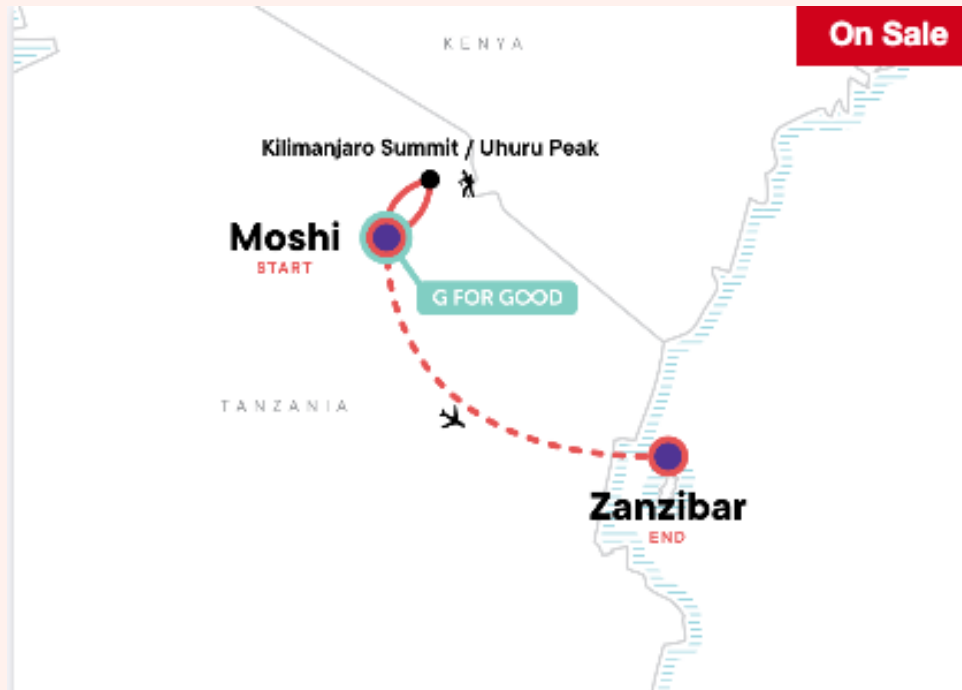 On Sale
KENYA
Kilimanjaro Summit / Uhuru Peak
Moshi
START
G FOR GOOD
TANZANIA
Zanzibar
END